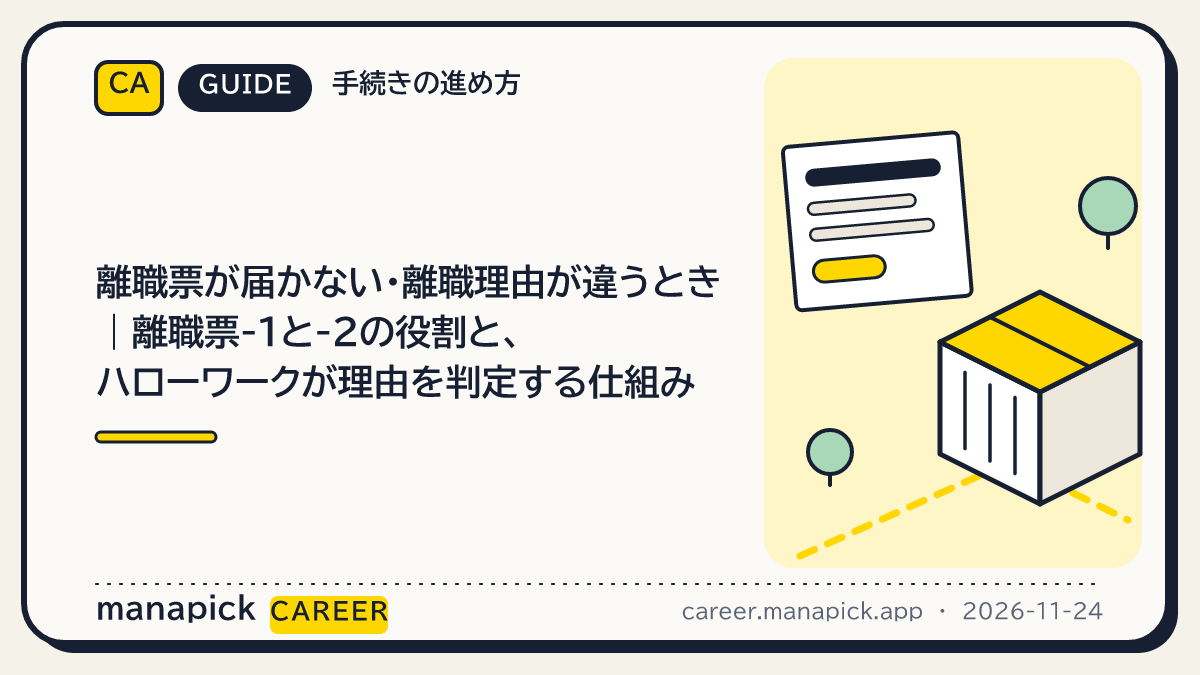 CA GUIDE 手続きの進め方
離職票が届かない・離職理由が違うとき
｜離職票-1と-2の役割と、
ハローワークが理由を判定する仕組み
manapick CAREER career.manapick.app ・ 2026-11-24